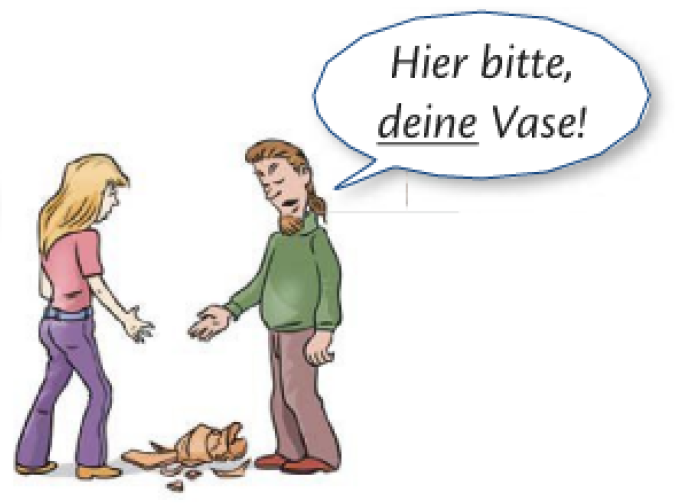 Hier bitte,
deine Vase!